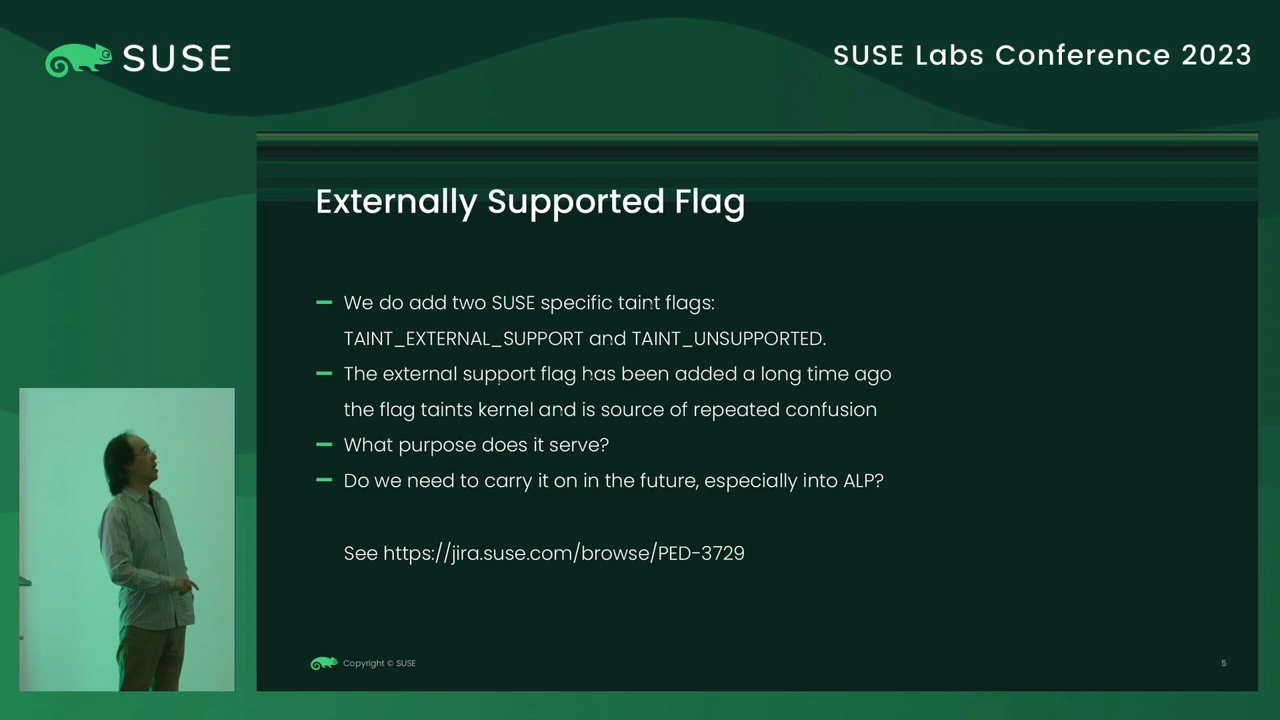 SUSE
SUSE Labs Conference 2023
Externally Supported Flag
We do add two SUSE specific taint flags:
TAINT_EXTERNAL_SUPPORT and TAINT_UNSUPPORTED.
The external support flag has been added a long time ago
the flag taints kernel and is source of repeated confusion
What purpose does it serve?
Do we need to carry it on in the future, especially into ALP?
See https://jira.suse.com/browse/PED-3729
Copyright © SUSE
5